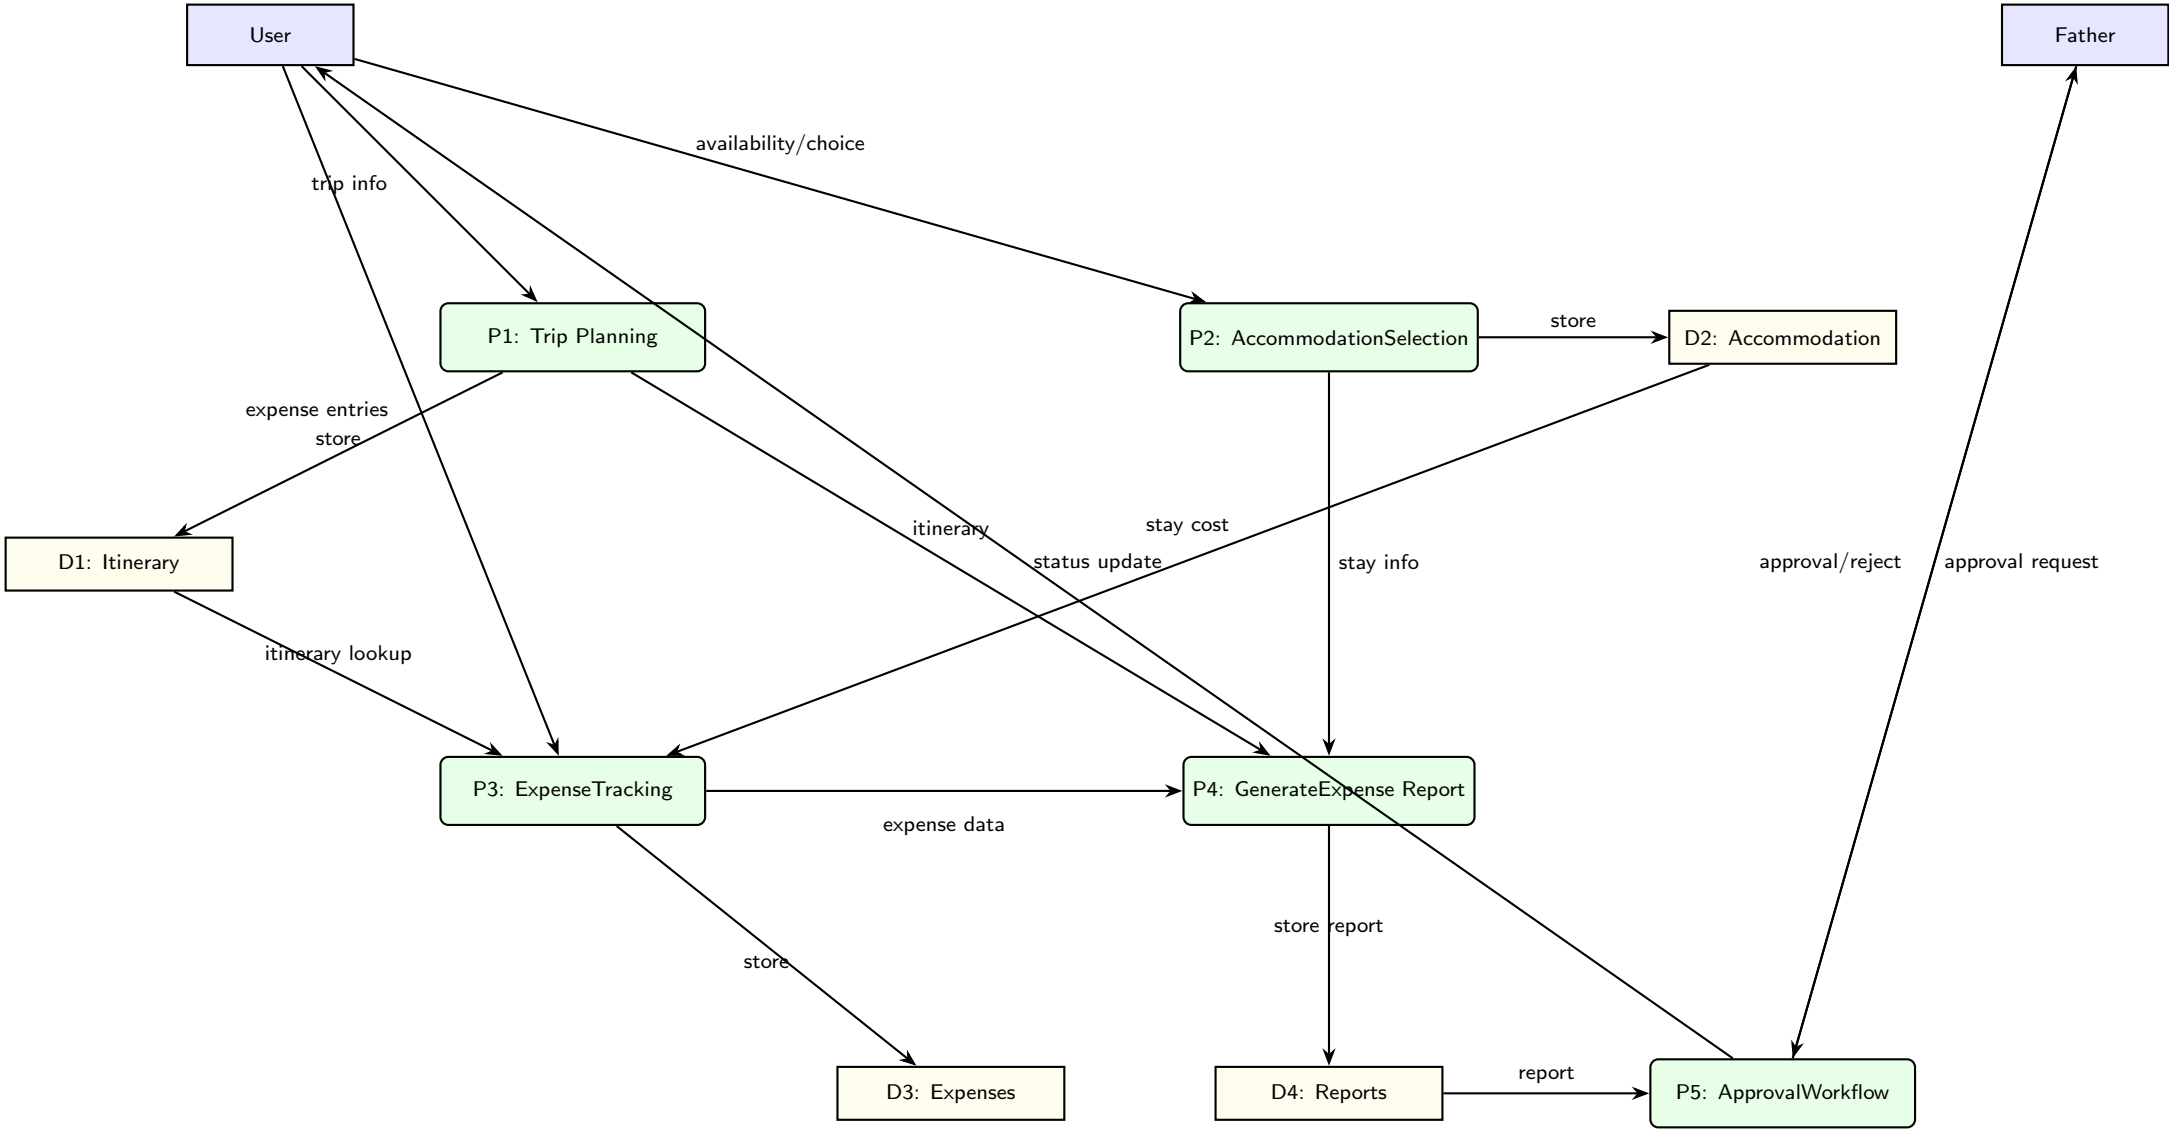 User
Father
availability/choice
trip info
store
P1: Trip Planning
P2: AccommodationSelection
D2: Accommodation
expense entries
store
itinerary
stay cost
D1: Itinerary
status update
stay info
approval/reject
approval request
itinerary lookup
P3: ExpenseTracking
P4: GenerateExpense Report
expense data
store report
store
report
D3: Expenses
D4: Reports
P5: ApprovalWorkflow